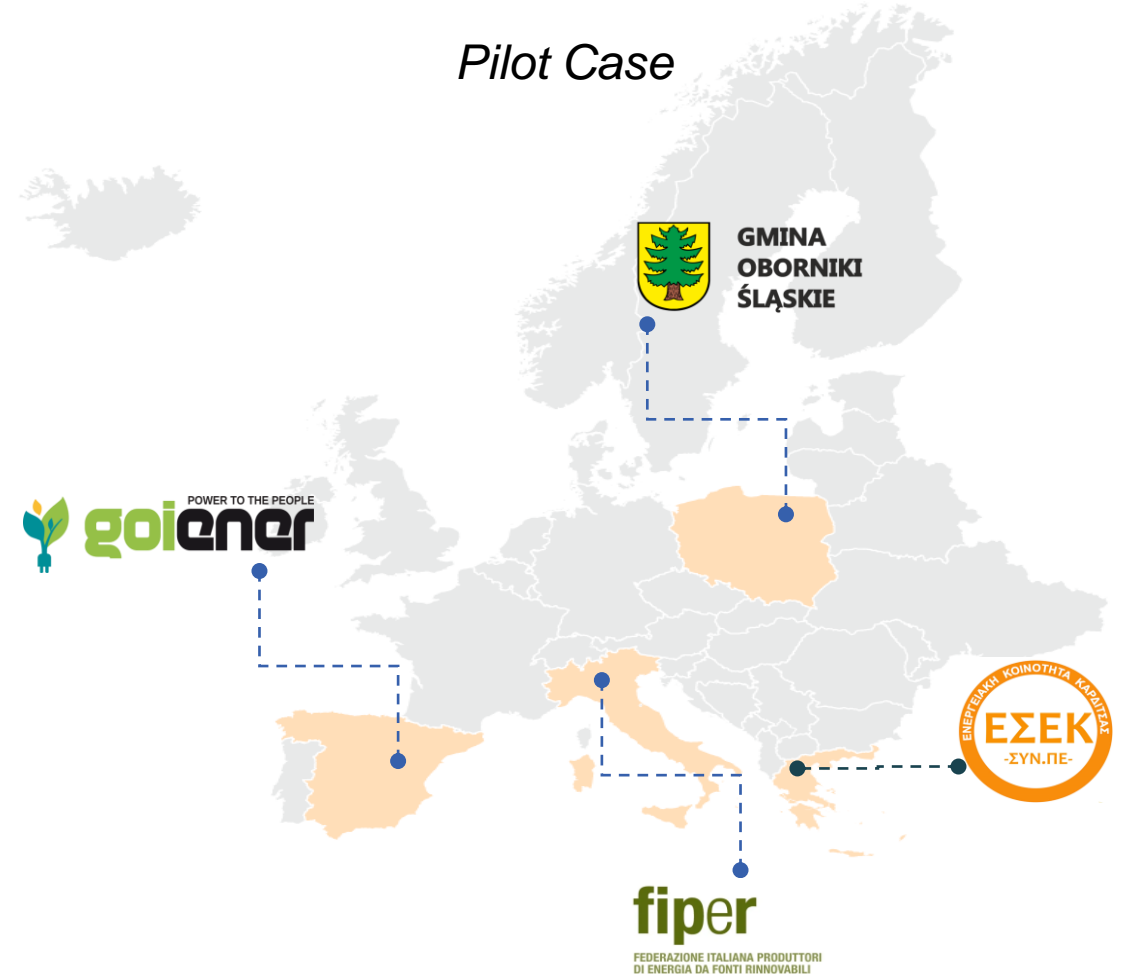 Pilot Case
GMINA
OBORNIKI
ŚLĄSKIE
POWER TO THE PEOPLE
goiener
ΕΝΕΡΓΕΙΑΚΗ ΚΟΙΝΟΤΗΤΑ ΚΑΡΔΙΤΣΑΣ
ΕΣΕΚ
-ΣΥΝ.ΠΕ-
fiper
FEDERAZIONE ITALIANA PRODUTTORI
DI ENERGIA DA FONTI RINNOVABILI